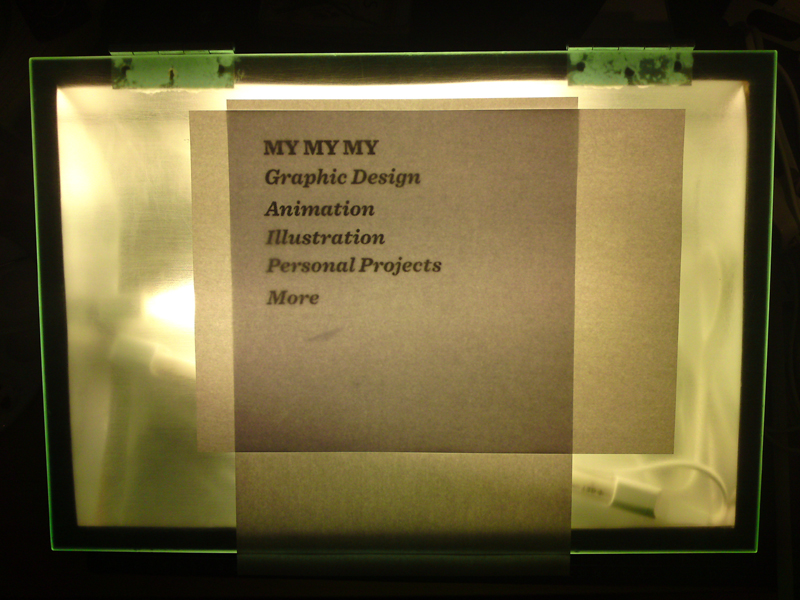 MY MY MY
Graphic Design
Animation
Illustration
Personal Projects
More